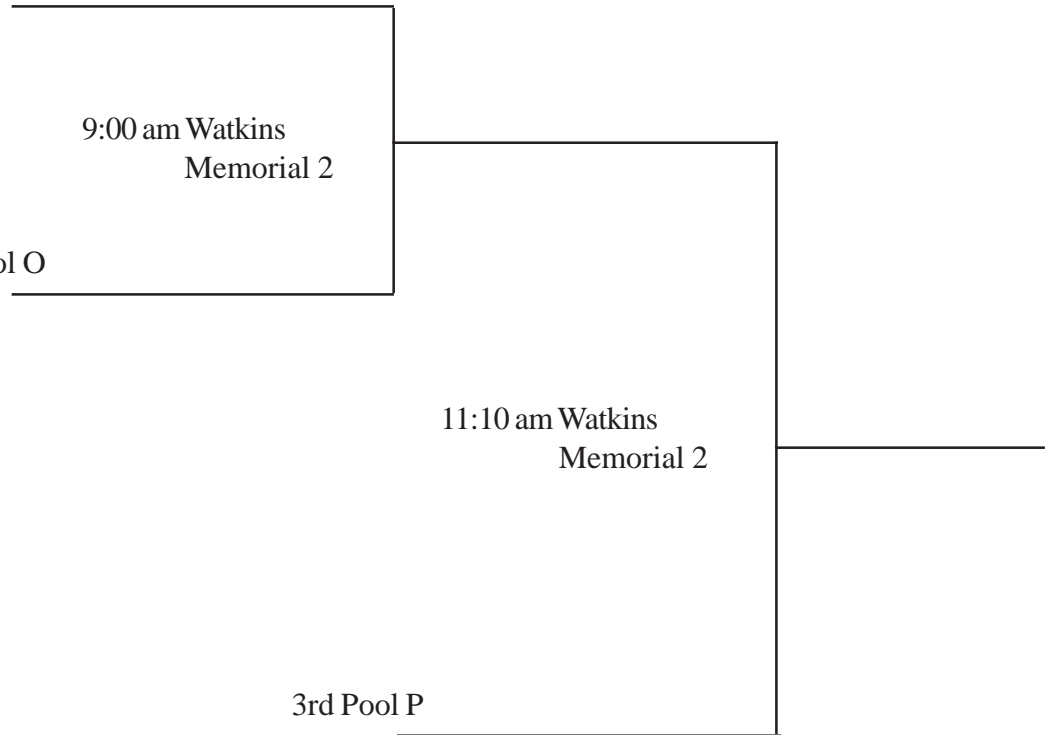 9:00 am Watkins
Memorial 2
ol O
11:10 am Watkins
Memorial 2
3rd Pool P